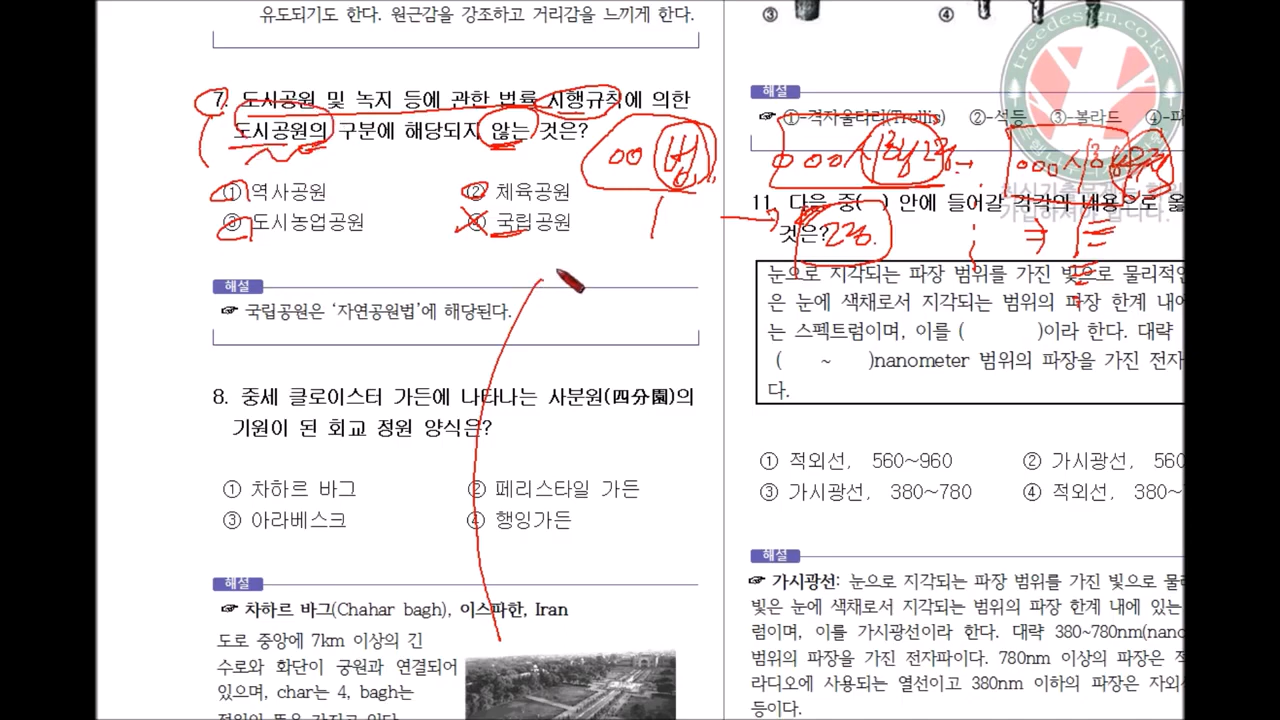 유도되기도 한다. 원근감을 강조하고 거리감을 느끼게 한다.
7. 도시공원 및 녹지 등에 관한 법률 시행규칙에 의한
도시공원의 구분에 해당되지 않는 것은?
① 역사공원 ② 체육공원
③ 도시농업공원 ④ 국립공원
해설
☞ 국립공원은 '자연공원법'에 해당된다.
8. 중세 클로이스터 가든에 나타나는 사분원(四分園)의
기원이 된 회교 정원 양식은?
① 차하르 바그 ② 페리스타일 가든
③ 아라베스크 ④ 행잉가든
해설
☞ 차하르 바그(Chahar bagh), 이스파한, Iran
도로 중앙에 7km 이상의 긴
수로와 화단이 궁원과 연결되어
있으며, char는 4, bagh는
③ ④
treedesign.co.kr
해설
☞ ①-격자울타리(Trollis) ②-석등 ③-볼라드
○○ 법
○○○시행령
○○○시행규칙
11. 다음 중( ) 안에 들어갈 각각의 내용으로 옳
것은?
눈으로 지각되는 파장 범위를 가진 빛으로 물리적인
은 눈에 색채로서 지각되는 범위의 파장 한계 내에
는 스펙트럼이며, 이를 ( )이라 한다. 대략
( ~ )nanometer 범위의 파장을 가진 전자
다.
① 적외선, 560~960 ② 가시광선, 560
③ 가시광선, 380~780 ④ 적외선, 380~
해설
☞ 가시광선: 눈으로 지각되는 파장 범위를 가진 빛으로 물리
빛은 눈에 색채로서 지각되는 범위의 파장 한계 내에 있는
럼이며, 이를 가시광선이라 한다. 대략 380~780nm(nano
범위의 파장을 가진 전자파이다. 780nm 이상의 파장은 적
라디오에 사용되는 열선이고 380nm 이하의 파장은 자외
등이다.